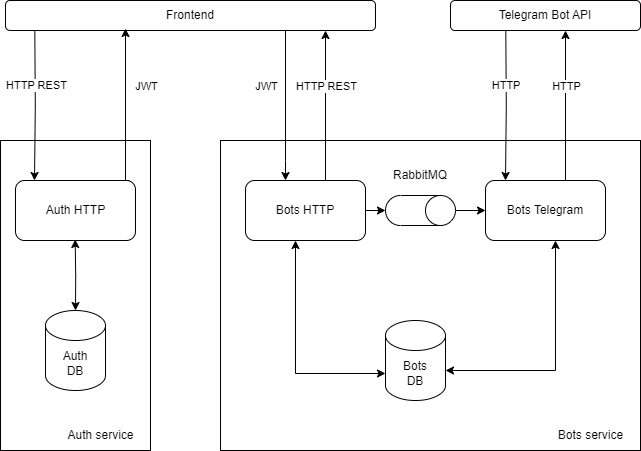 Frontend
Telegram Bot API
HTTP REST
JWT
JWT
HTTP REST
HTTP
HTTP
RabbitMQ
Auth HTTP
Bots HTTP
Bots Telegram
Auth
DB
Bots
DB
Auth service
Bots service